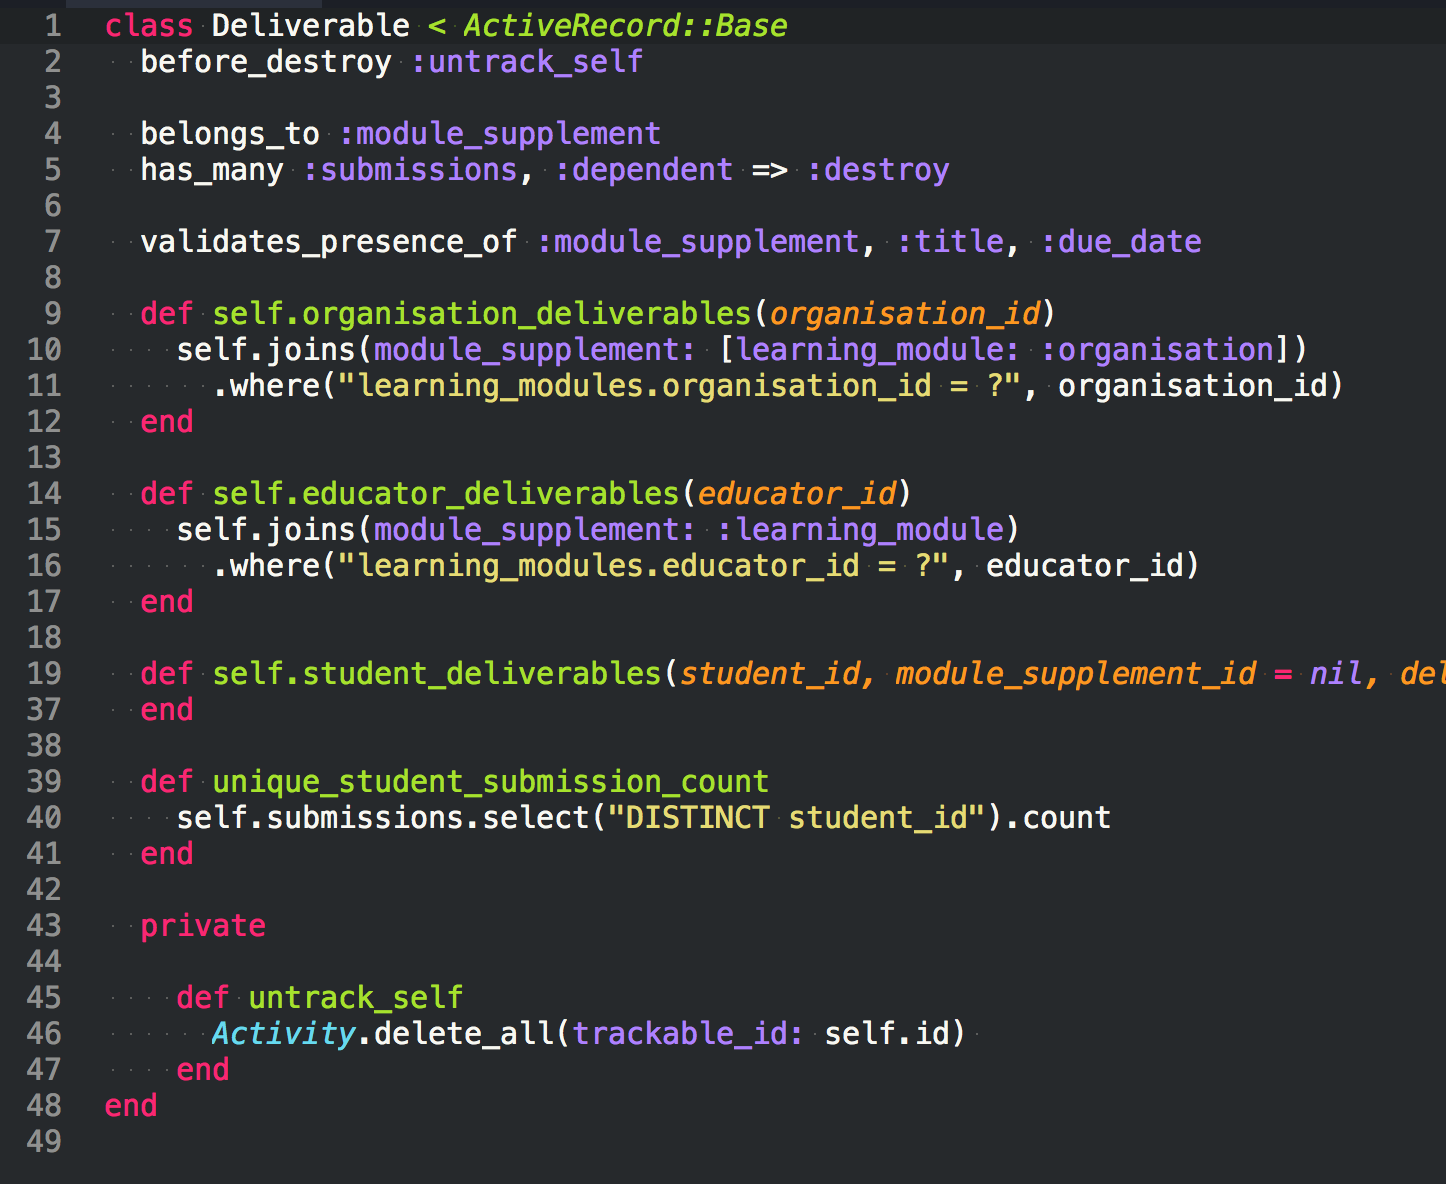 1 class Deliverable < ActiveRecord::Base
2   before_destroy :untrack_self
3
4   belongs_to :module_supplement
5   has_many :submissions, :dependent => :destroy
6
7   validates_presence_of :module_supplement, :title, :due_date
8
9   def self.organisation_deliverables(organisation_id)
10     self.joins(module_supplement: [learning_module: :organisation])
11       .where("learning_modules.organisation_id = ?", organisation_id)
12   end
13
14   def self.educator_deliverables(educator_id)
15     self.joins(module_supplement: :learning_module)
16       .where("learning_modules.educator_id = ?", educator_id)
17   end
18
19   def self.student_deliverables(student_id, module_supplement_id = nil, del
37   end
38
39   def unique_student_submission_count
40     self.submissions.select("DISTINCT student_id").count
41   end
42
43   private
44
45     def untrack_self
46       Activity.delete_all(trackable_id: self.id)
47     end
48 end
49